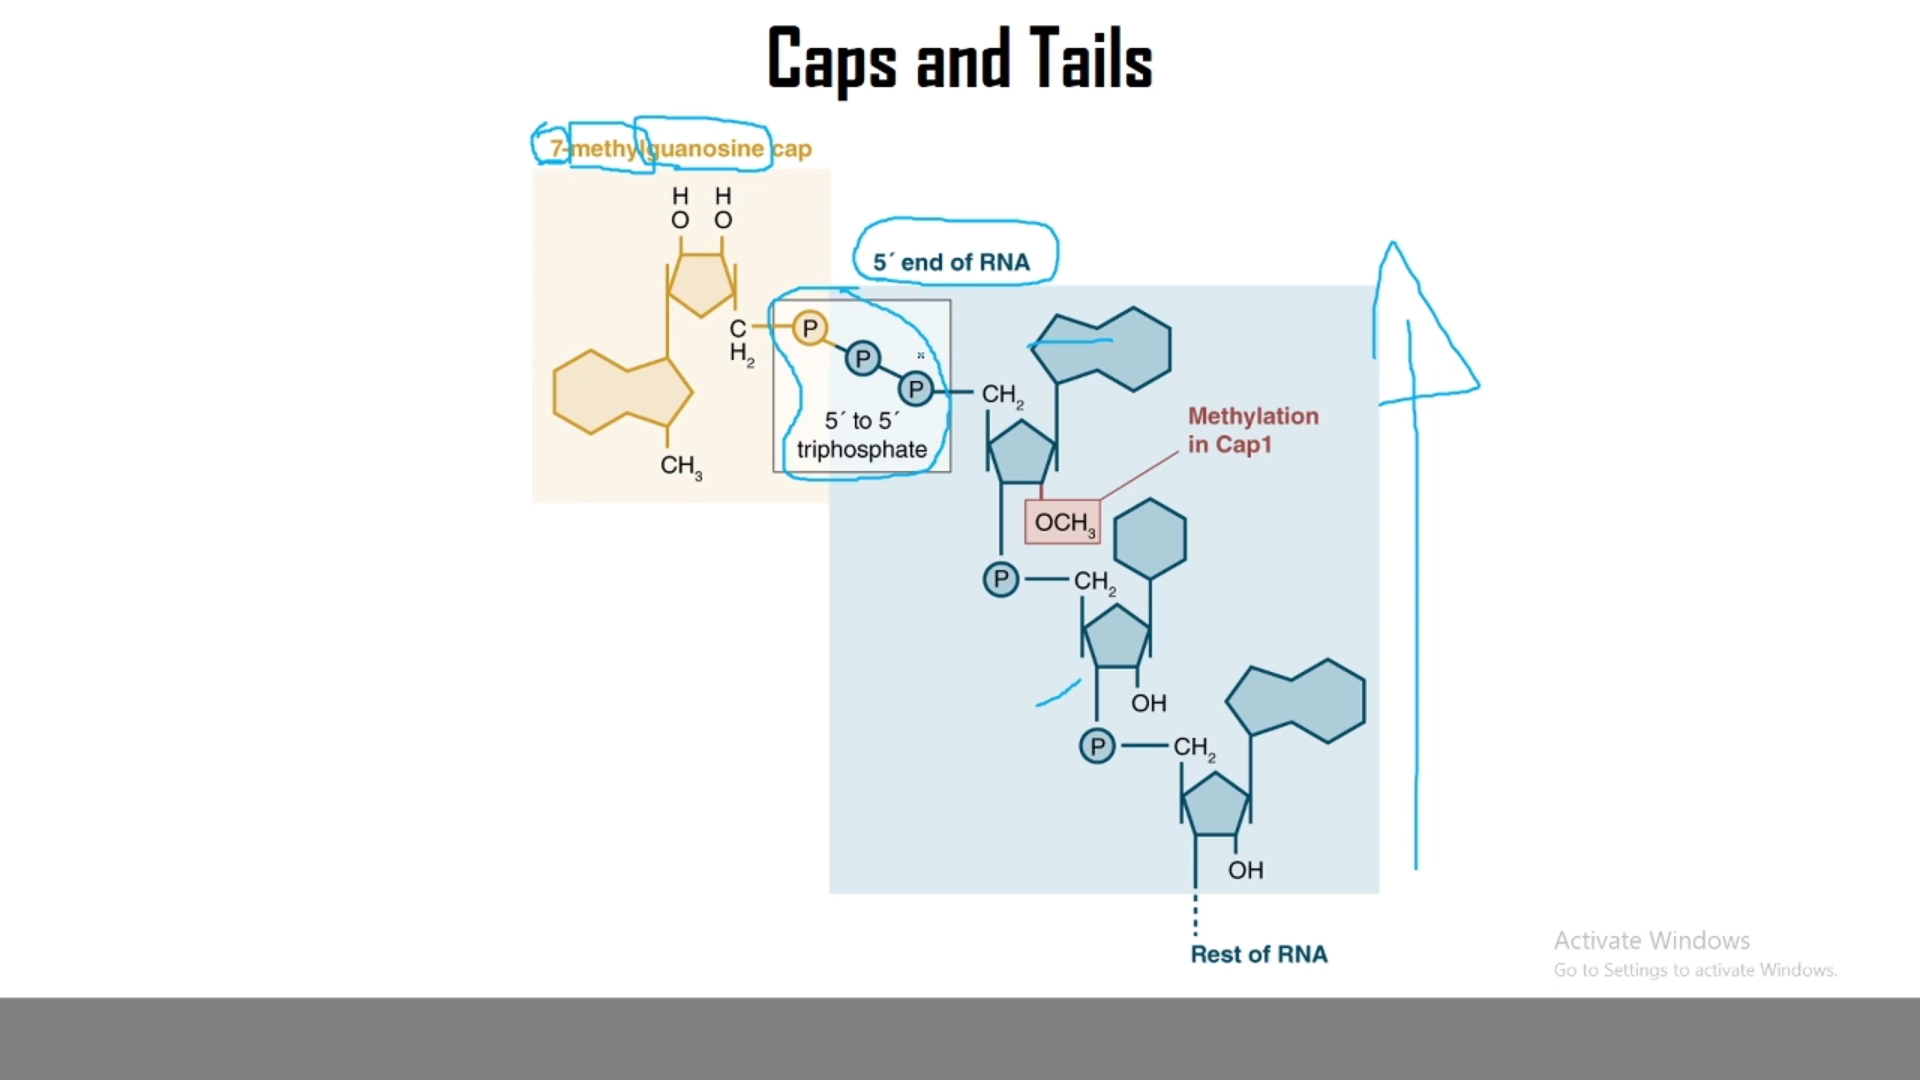 Caps and Tails
7-methylguanosine cap
H H
O O
5´ end of RNA
C
H2
P
P
P
CH2
5´ to 5´
triphosphate
CH3
Methylation
in Cap1
OCH3
P
CH2
OH
P
CH2
OH
Rest of RNA
Activate Windows
Go to Settings to activate Windows.